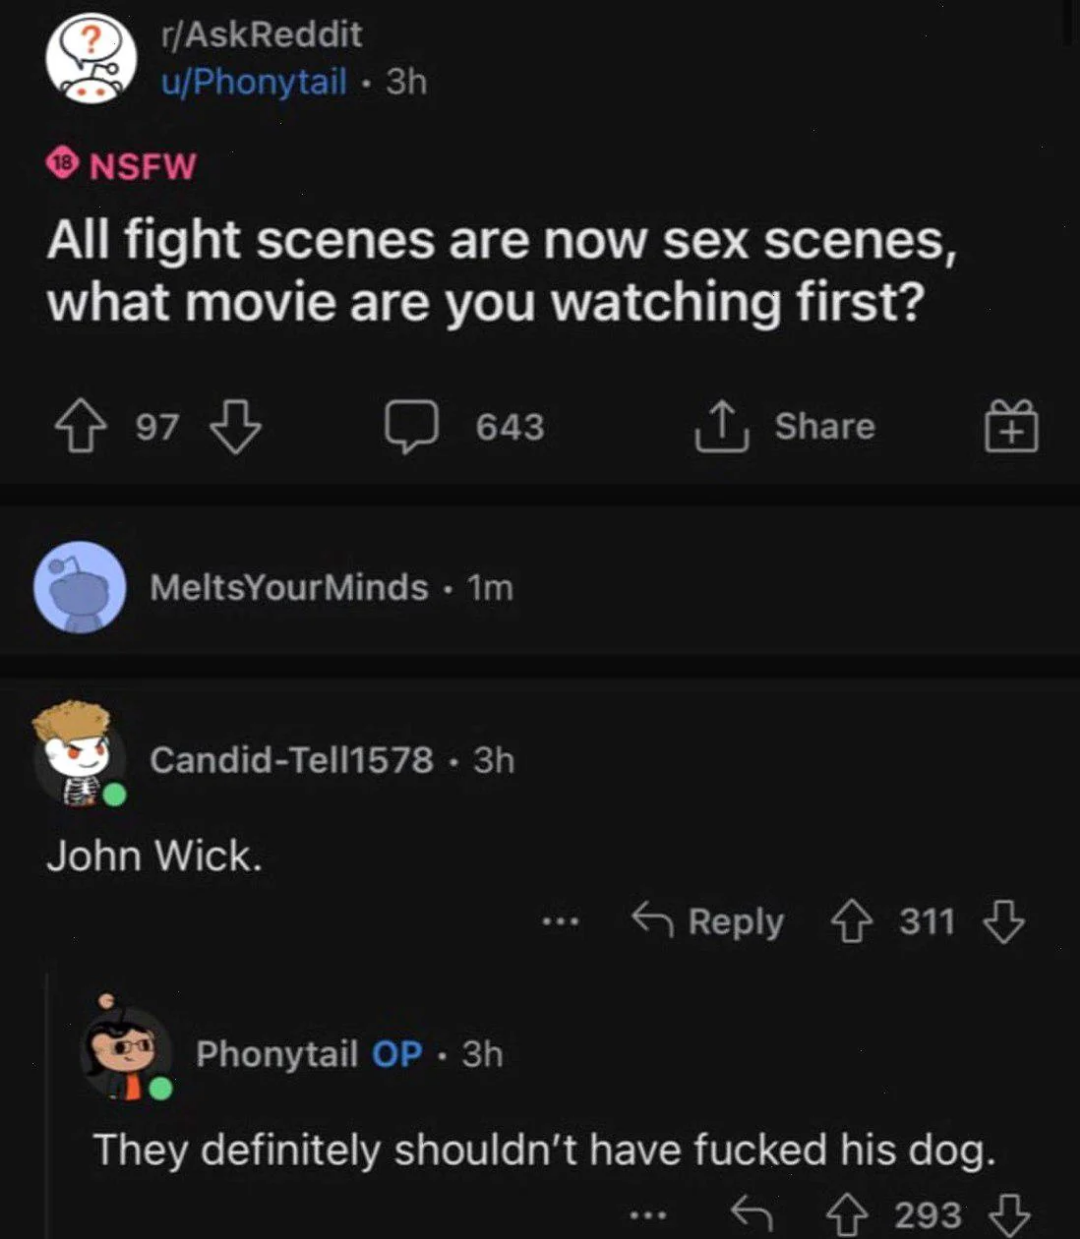 r/AskReddit
u/Phonytail • 3h
18 NSFW
All fight scenes are now sex scenes,
what movie are you watching first?
97 643 Share
MeltsYourMinds • 1m
Candid-Tell1578 • 3h
John Wick.
... Reply 311
Phonytail OP • 3h
They definitely shouldn't have fucked his dog.
... 293